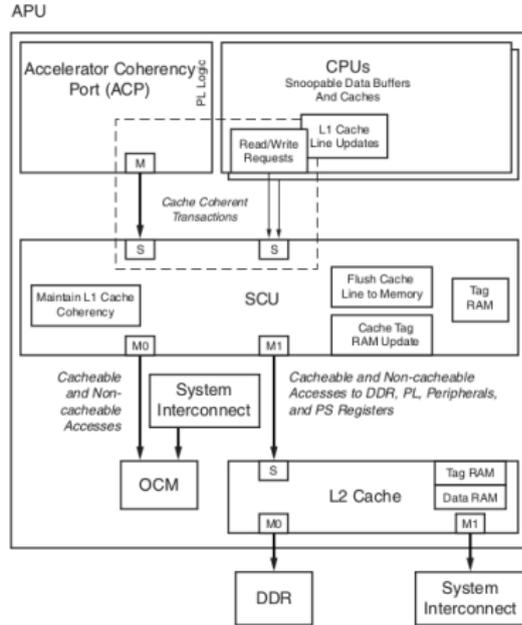 APU
Accelerator Coherency
Port (ACP)
PL Logic
CPUs
Snoopable Data Buffers
And Caches
L1 Cache
Line Updates
Read/Write
Requests
M
Cache Coherent
Transactions
S
S
Maintain L1 Cache
Coherency
SCU
Flush Cache
Line to Memory
Tag
RAM
Cache Tag
RAM Update
M0
M1
Cacheable
and Non-
cacheable
Accesses
System
Interconnect
Cacheable and Non-cacheable
Accesses to DDR, PL, Peripherals,
and PS Registers
OCM
S
L2 Cache
Tag RAM
Data RAM
M0
M1
DDR
System
Interconnect